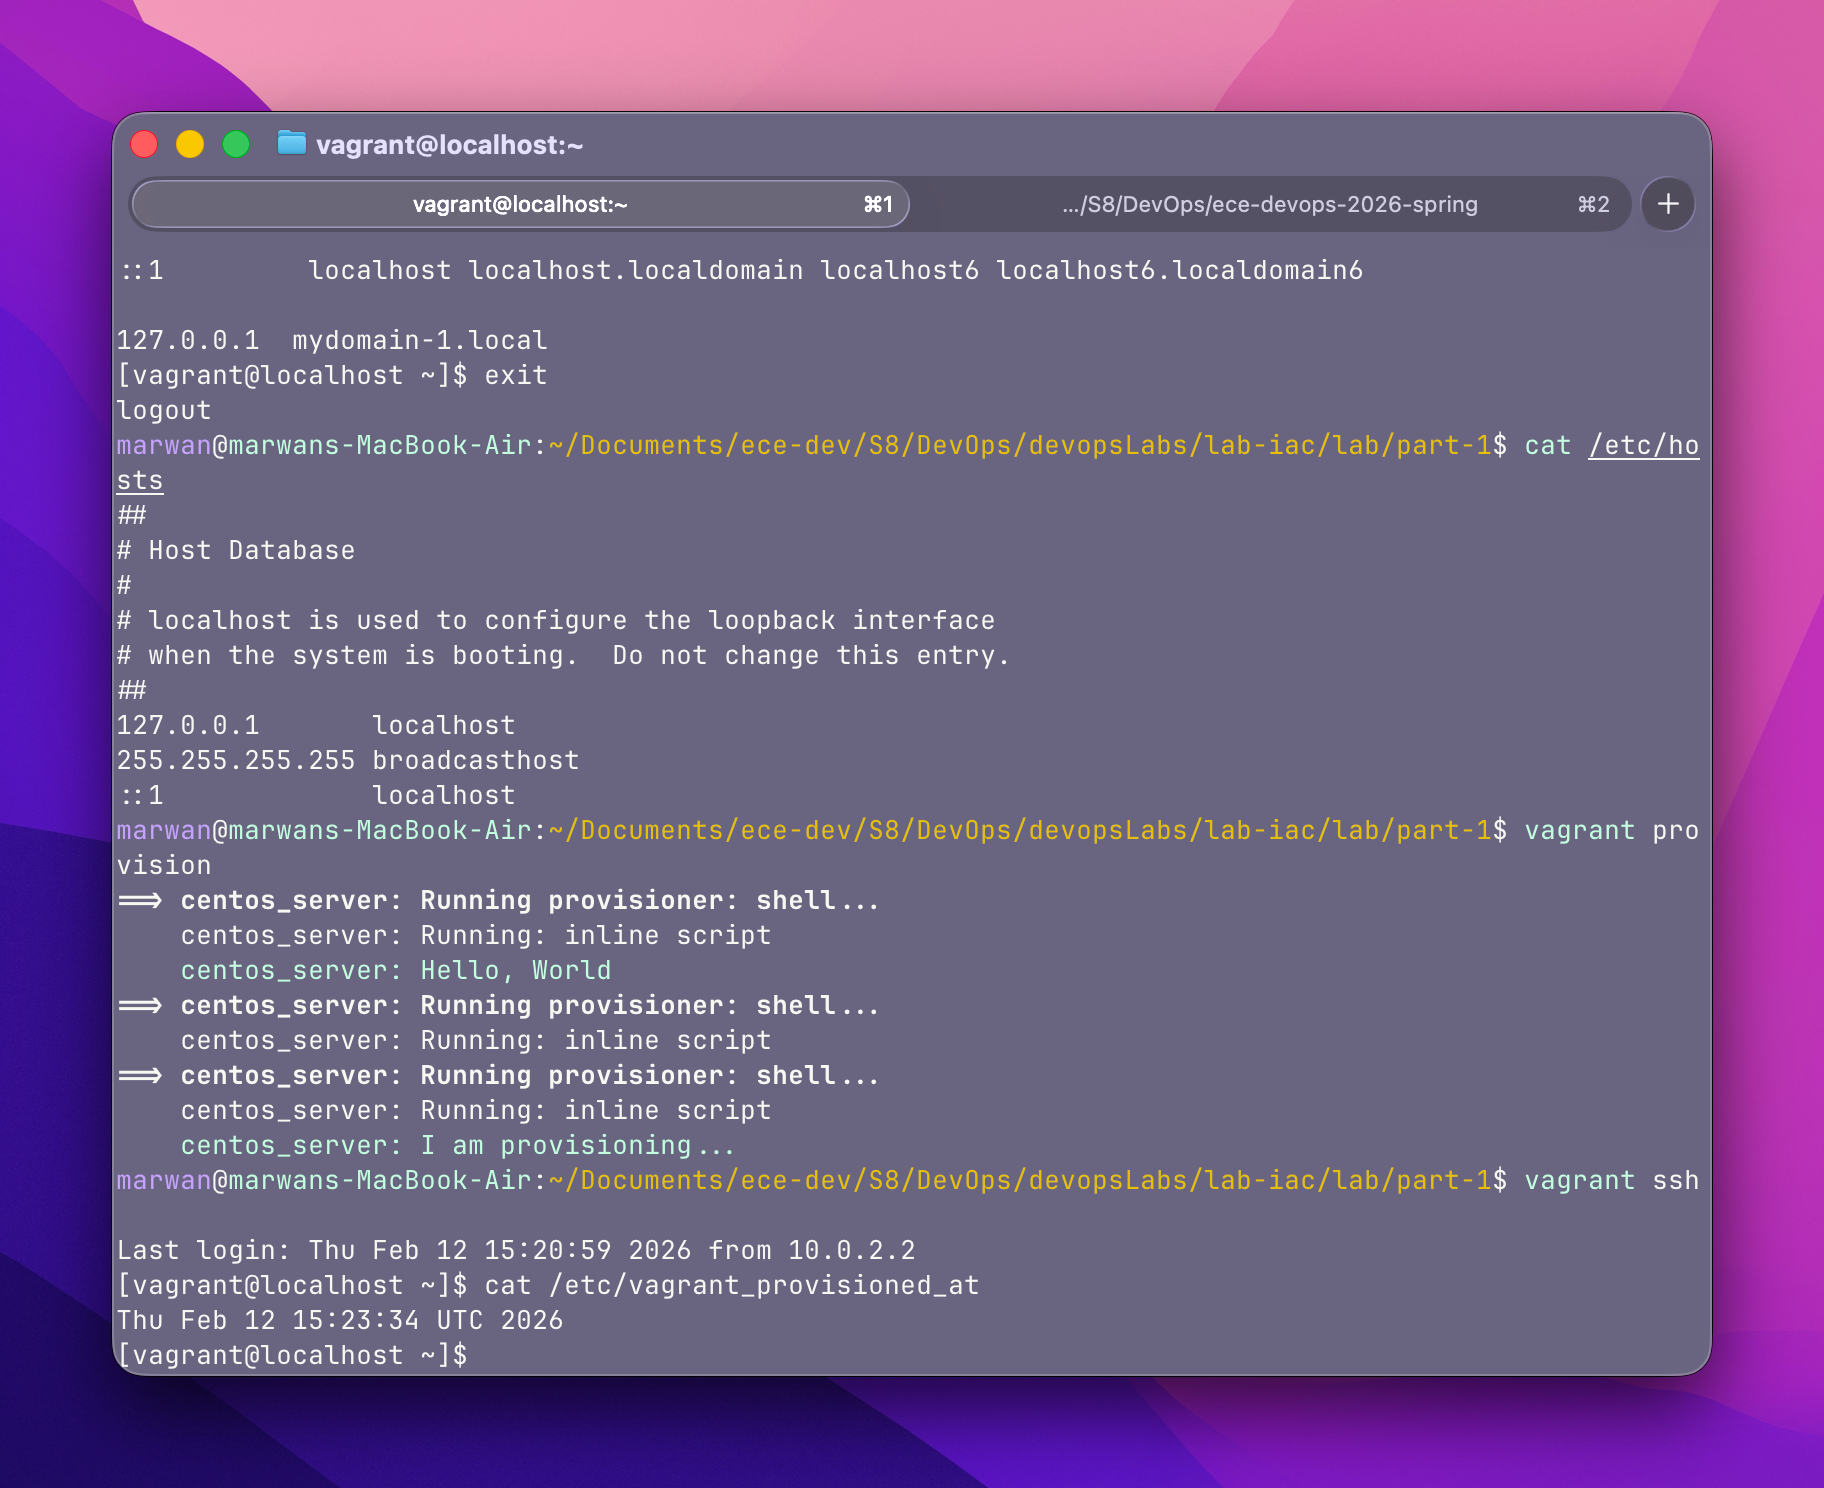 vagrant@localhost:~
vagrant@localhost:~ ⌘1 .../S8/DevOps/ece-devops-2026-spring ⌘2 +
::1         localhost localhost.localdomain localhost6 localhost6.localdomain6

127.0.0.1  mydomain-1.local
[vagrant@localhost ~]$ exit
logout
marwan@marwans-MacBook-Air:~/Documents/ece-dev/S8/DevOps/devopsLabs/lab-iac/lab/part-1$ cat /etc/ho
sts
##
# Host Database
#
# localhost is used to configure the loopback interface
# when the system is booting.  Do not change this entry.
##
127.0.0.1       localhost
255.255.255.255 broadcasthost
::1             localhost
marwan@marwans-MacBook-Air:~/Documents/ece-dev/S8/DevOps/devopsLabs/lab-iac/lab/part-1$ vagrant pro
vision
==> centos_server: Running provisioner: shell...
    centos_server: Running: inline script
    centos_server: Hello, World
==> centos_server: Running provisioner: shell...
    centos_server: Running: inline script
==> centos_server: Running provisioner: shell...
    centos_server: Running: inline script
    centos_server: I am provisioning...
marwan@marwans-MacBook-Air:~/Documents/ece-dev/S8/DevOps/devopsLabs/lab-iac/lab/part-1$ vagrant ssh

Last login: Thu Feb 12 15:20:59 2026 from 10.0.2.2
[vagrant@localhost ~]$ cat /etc/vagrant_provisioned_at
Thu Feb 12 15:23:34 UTC 2026
[vagrant@localhost ~]$